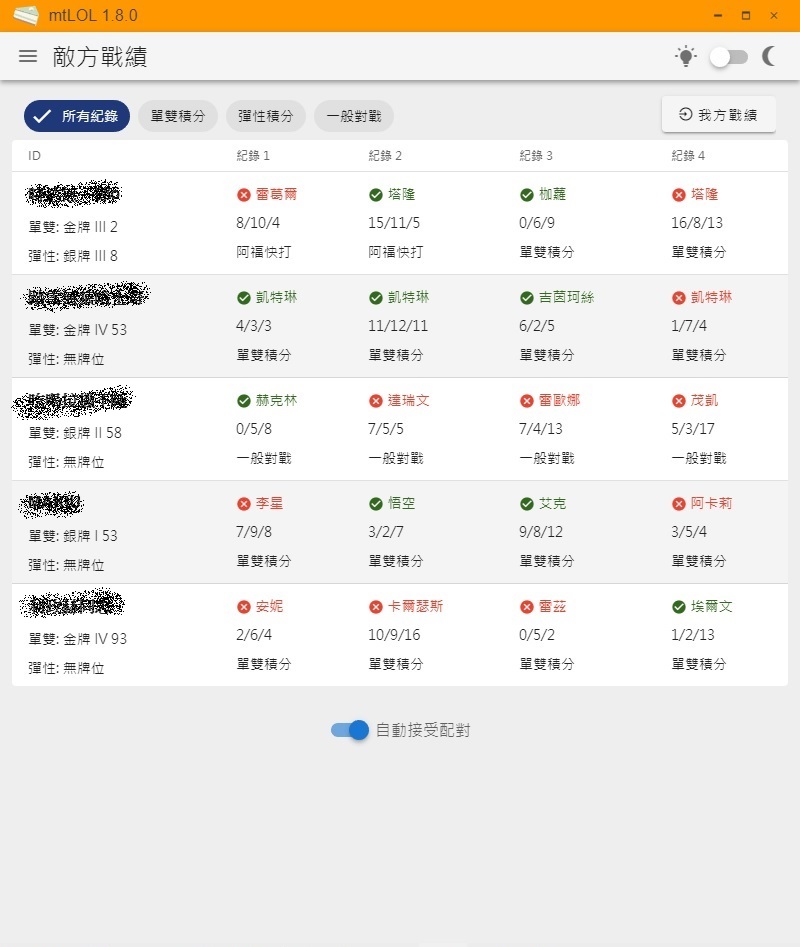 mtLOL 1.8.0
敵方戰績
所有紀錄 單雙積分 彈性積分 一般對戰 我方戰績
ID 紀錄 1 紀錄 2 紀錄 3 紀錄 4
雷葛爾 塔隆 枷蘿 塔隆
單雙: 金牌 III 2 8/10/4 15/11/5 0/6/9 16/8/13
彈性: 銀牌 III 8 阿福快打 阿福快打 單雙積分 單雙積分
凱特琳 凱特琳 吉茵珂絲 凱特琳
單雙: 金牌 IV 53 4/3/3 11/12/11 6/2/5 1/7/4
彈性: 無牌位 單雙積分 單雙積分 單雙積分 單雙積分
赫克林 達瑞文 雷歐娜 茂凱
單雙: 銀牌 II 58 0/5/8 7/5/5 7/4/13 5/3/17
彈性: 無牌位 一般對戰 一般對戰 一般對戰 一般對戰
李星 悟空 艾克 阿卡莉
單雙: 銀牌 I 53 7/9/8 3/2/7 9/8/12 3/5/4
彈性: 無牌位 單雙積分 單雙積分 單雙積分 單雙積分
安妮 卡爾瑟斯 雷茲 埃爾文
單雙: 金牌 IV 93 2/6/4 10/9/16 0/5/2 1/2/13
彈性: 無牌位 單雙積分 單雙積分 單雙積分 單雙積分
自動接受配對